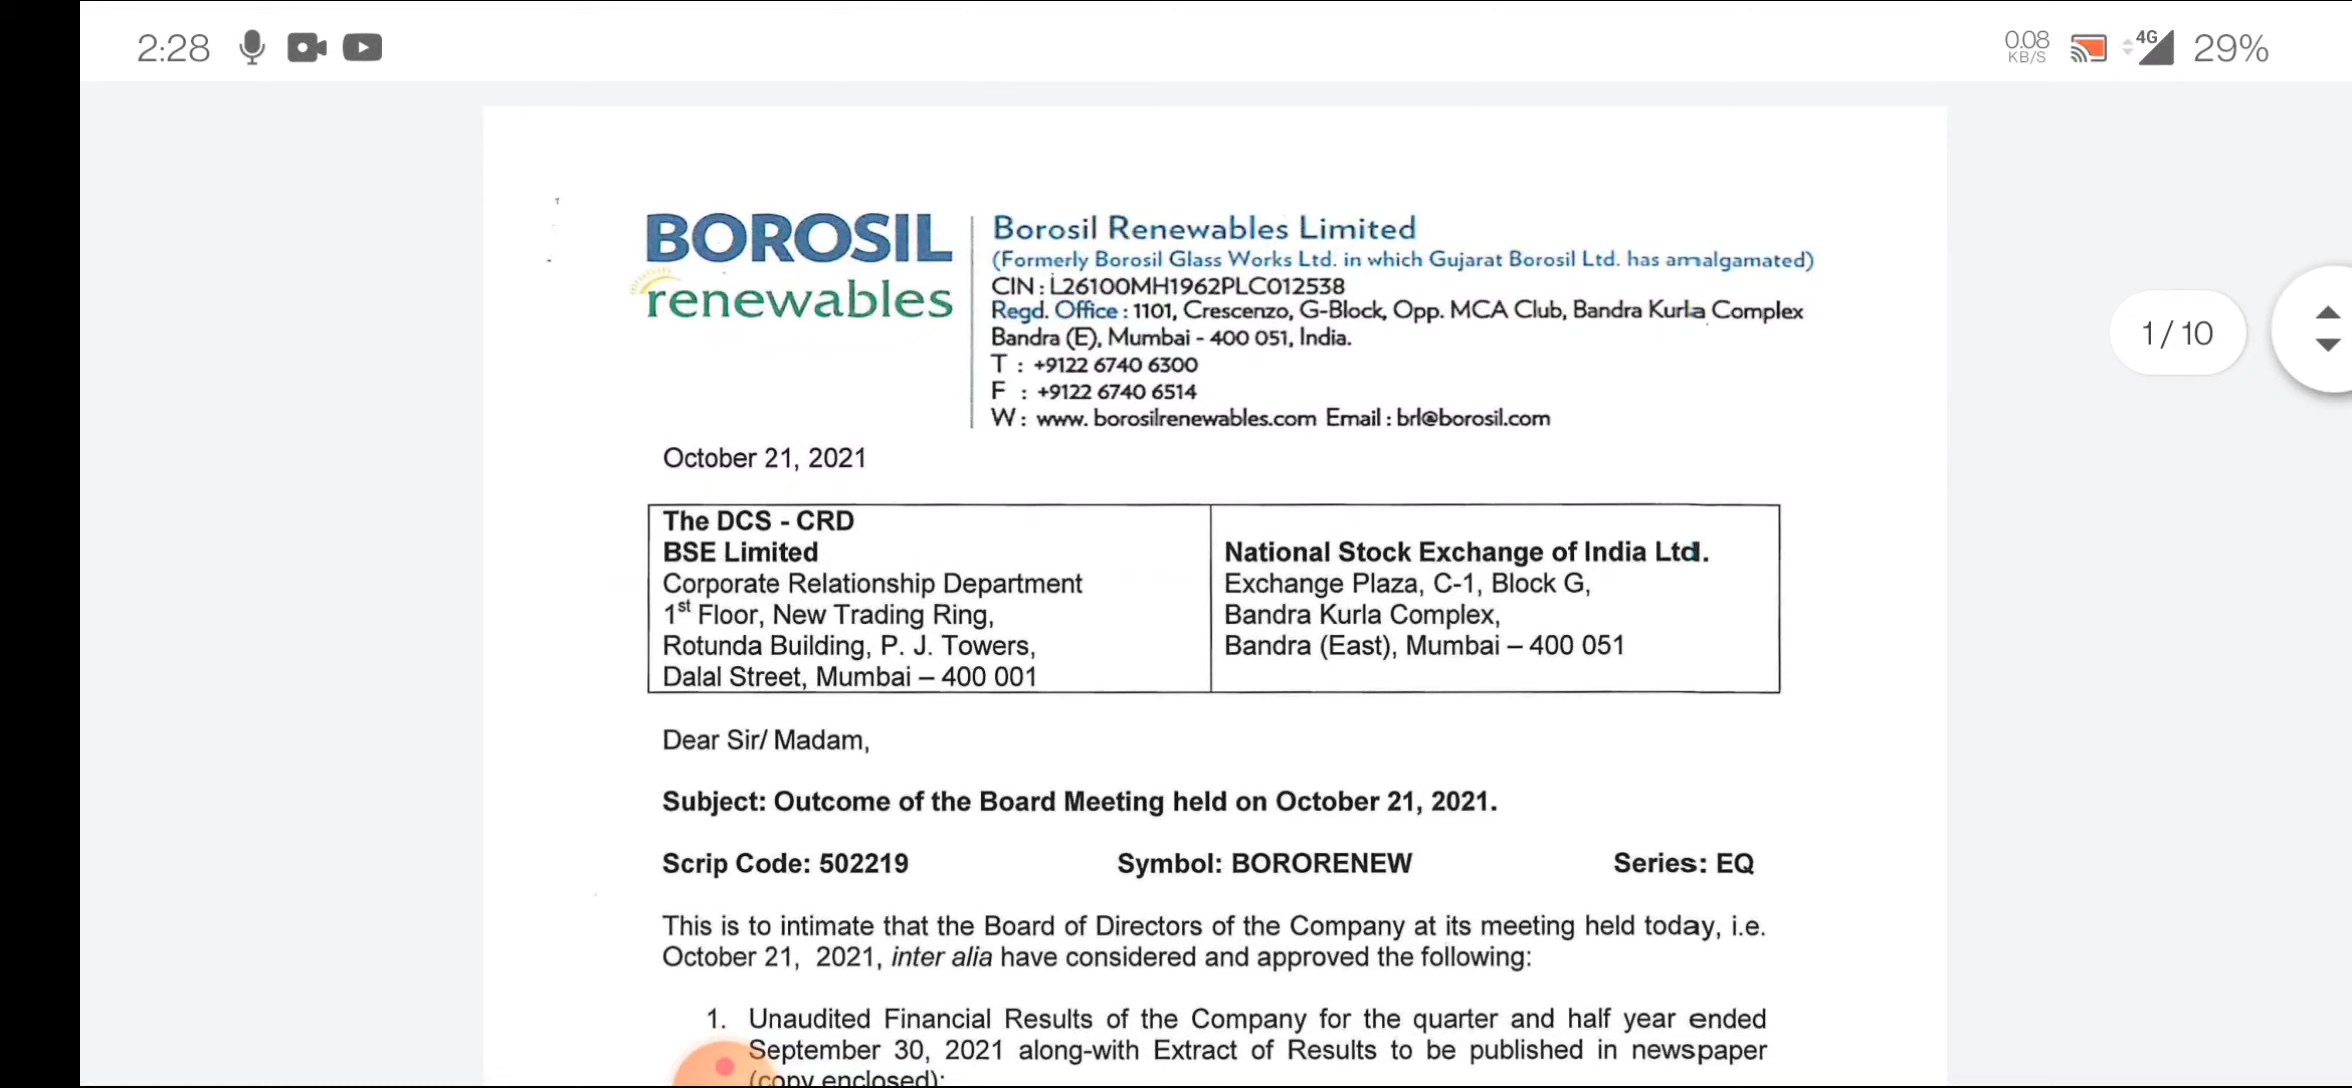 2:28
0.08
KB/S
4G
29%
BOROSIL
renewables
Borosil Renewables Limited
(Formerly Borosil Glass Works Ltd. in which Gujarat Borosil Ltd. has amalgamated)
CIN : L26100MH1962PLC012538
Regd. Office : 1101, Crescenzo, G-Block, Opp. MCA Club, Bandra Kurla Complex
Bandra (E), Mumbai - 400 051, India.
T : +9122 6740 6300
F : +9122 6740 6514
W : www. borosilrenewables.com Email : brl@borosil.com
1 / 10
October 21, 2021
The DCS - CRD
BSE Limited
Corporate Relationship Department
1st Floor, New Trading Ring,
Rotunda Building, P. J. Towers,
Dalal Street, Mumbai – 400 001
National Stock Exchange of India Ltd.
Exchange Plaza, C-1, Block G,
Bandra Kurla Complex,
Bandra (East), Mumbai – 400 051
Dear Sir/ Madam,
Subject: Outcome of the Board Meeting held on October 21, 2021.
Scrip Code: 502219 Symbol: BORORENEW Series: EQ
This is to intimate that the Board of Directors of the Company at its meeting held today, i.e.
October 21, 2021, inter alia have considered and approved the following:
1. Unaudited Financial Results of the Company for the quarter and half year ended
September 30, 2021 along-with Extract of Results to be published in newspaper
(copy enclosed);